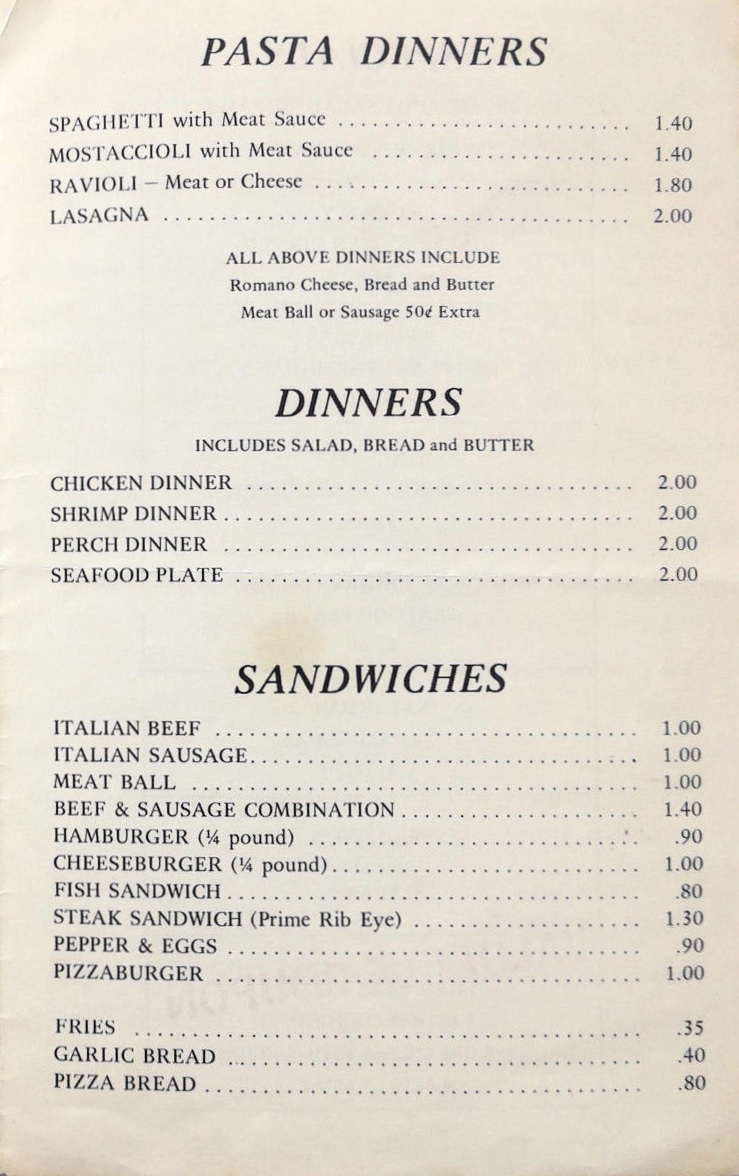 PASTA DINNERS
SPAGHETTI with Meat Sauce ........................ 1.40
MOSTACCIOLI with Meat Sauce ..................... 1.40
RAVIOLI – Meat or Cheese .......................... 1.80
LASAGNA ....................................... 2.00
ALL ABOVE DINNERS INCLUDE
Romano Cheese, Bread and Butter
Meat Ball or Sausage 50¢ Extra
DINNERS
INCLUDES SALAD, BREAD and BUTTER
CHICKEN DINNER ................................ 2.00
SHRIMP DINNER .................................. 2.00
PERCH DINNER .................................. 2.00
SEAFOOD PLATE ................................. 2.00
SANDWICHES
ITALIAN BEEF ................................... 1.00
ITALIAN SAUSAGE................................ 1.00
MEAT BALL ..................................... 1.00
BEEF & SAUSAGE COMBINATION .................... 1.40
HAMBURGER (¼ pound) ........................... .90
CHEESEBURGER (¼ pound) ......................... 1.00
FISH SANDWICH .................................. .80
STEAK SANDWICH (Prime Rib Eye) ................... 1.30
PEPPER & EGGS .................................. .90
PIZZABURGER ................................... 1.00
FRIES .......................................... .35
GARLIC BREAD .................................. .40
PIZZA BREAD .................................... .80